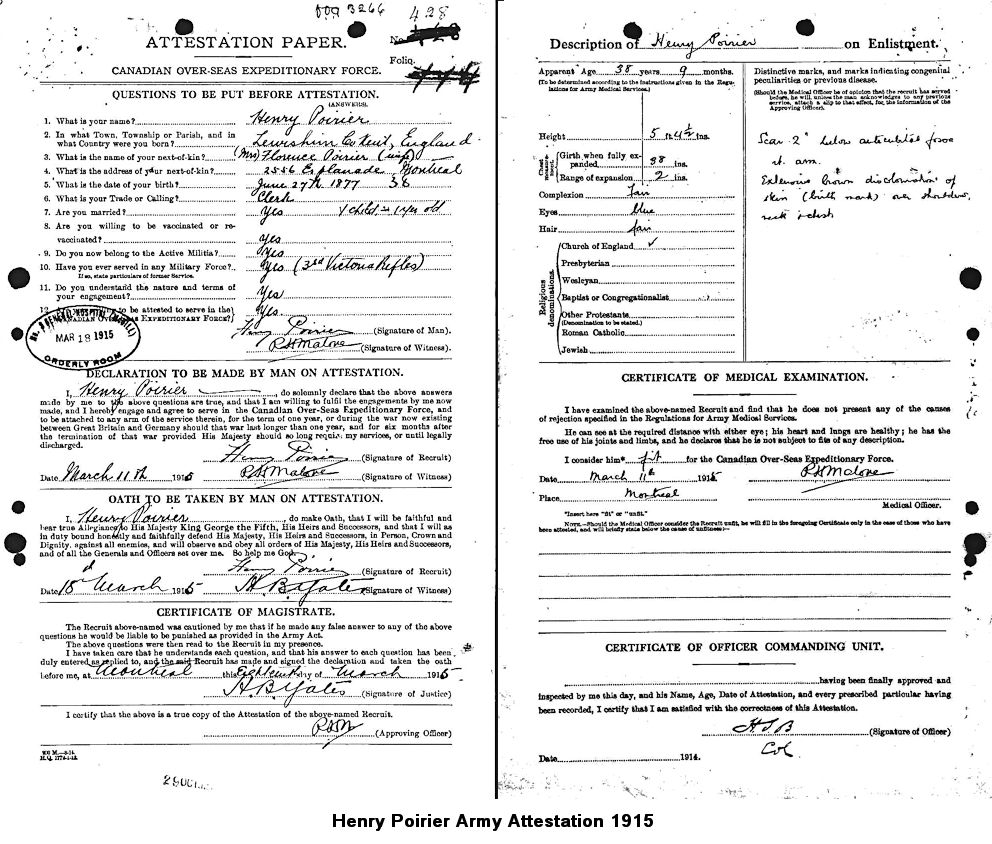 3266
428
ATTESTATION PAPER.
No.
Folio.
CANADIAN OVER-SEAS EXPEDITIONARY FORCE.
QUESTIONS TO BE PUT BEFORE ATTESTATION.
(ANSWERS).
1. What is your name? Henry Poirier
2. In what Town, Township or Parish, and in
what Country were you born? Lewishim Co Kent, England
3. What is the name of your next-of-kin? (Mrs) Florence Poirier (wife)
4. What is the address of your next-of-kin? 2556 Esplanade, Montreal
5. What is the date of your birth? June 27th 1877 38
6. What is your Trade or Calling? Clerk
7. Are you married? Yes
8. Are you willing to be vaccinated or re-
vaccinated? Yes
9. Do you now belong to the Active Militia? Yes
10. Have you ever served in any Military Force? Yes (3rd Victoria Rifles)
If so, state particulars of former Service.
11. Do you understand the nature and terms of
your engagement? Yes
to be attested to serve in the
CANADIAN OVER-SEAS EXPEDITIONARY FORCE? Yes
MAR 18 1915
ORDERLY ROOM
Henry Poirier (Signature of Man).
RHMalone (Signature of Witness).
DECLARATION TO BE MADE BY MAN ON ATTESTATION.
I, Henry Poirier, do solemnly declare that the above answers
made by me to the above questions are true, and that I am willing to fulfil the engagements by me now
made, and I hereby engage and agree to serve in the Canadian Over-Seas Expeditionary Force, and
to be attached to any arm of the service therein, for the term of one year, or during the war now existing
between Great Britain and Germany should that war last longer than one year, and for six months after
the termination of that war provided His Majesty should so long require my services, or until legally
discharged.
Henry Poirier (Signature of Recruit)
Date March 11th 1915 RHMalone (Signature of Witness)
OATH TO BE TAKEN BY MAN ON ATTESTATION.
I, Henry Poirier, do make Oath, that I will be faithful and
bear true Allegiance to His Majesty King George the Fifth, His Heirs and Successors, and that I will as
in duty bound honestly and faithfully defend His Majesty, His Heirs and Successors, in Person, Crown and
Dignity, against all enemies, and will observe and obey all orders of His Majesty, His Heirs and Successors,
and of all the Generals and Officers set over me. So help me God.
Henry Poirier (Signature of Recruit)
Date 18 March 1915 A B Yates (Signature of Witness)
CERTIFICATE OF MAGISTRATE.
The Recruit above-named was cautioned by me that if he made any false answer to any of the above
questions he would be liable to be punished as provided in the Army Act.
The above questions were then read to the Recruit in my presence.
I have taken care that he understands each question, and that his answer to each question has been
duly entered as replied to, and the said Recruit has made and signed the declaration and taken the oath
before me, at Montreal this Eighteenth day of March 1915
A B Yates (Signature of Justice)
I certify that the above is a true copy of the Attestation of the above-named Recruit.
(Approving Officer)
Description of Henry Poirier on Enlistment.
Apparent Age 38 years 9 months.
(To be determined according to the instructions given in the Regulations for Army Medical Services.)
Height 5 ft 4½ ins.
Chest measurement.
Girth when fully expanded 38 ins.
Range of expansion 2 ins.
Complexion Fair
Eyes blue
Hair fair
Religious denominations.
Church of England ✓
Presbyterian
Wesleyan
Baptist or Congregationalist
Other Protestants
(Denomination to be stated.)
Roman Catholic
Jewish
Distinctive marks, and marks indicating congenital
peculiarities or previous disease.
(Should the Medical Officer be of opinion that the recruit has served
before, he will, unless the man acknowledges to any previous
service, attach a slip to that effect, for the information of the
Approving Officer).
Scar 2" below
rt. arm.
Extensive brown discoloration of
skin (birth mark) over shoulders,
neck & chest
CERTIFICATE OF MEDICAL EXAMINATION.
I have examined the above-named Recruit and find that he does not present any of the causes
of rejection specified in the Regulations for Army Medical Services.
He can see at the required distance with either eye; his heart and lungs are healthy; he has the
free use of his joints and limbs, and he declares that he is not subject to fits of any description.
I consider him* fit for the Canadian Over-Seas Expeditionary Force.
Date March 11th 1915 RHMalone
Place Montreal
Medical Officer.
*Insert here "fit" or "unfit."
NOTE.—Should the Medical Officer consider the Recruit unfit, he will fill in the foregoing Certificate only in the case of those who have
been attested, and will briefly state below the cause of unfitness:—
CERTIFICATE OF OFFICER COMMANDING UNIT.
having been finally approved and
inspected by me this day, and his Name, Age, Date of Attestation, and every prescribed particular having
been recorded, I certify that I am satisfied with the correctness of this Attestation.
(Signature of Officer)
Col
Date 1914.
Henry Poirier Army Attestation 1915